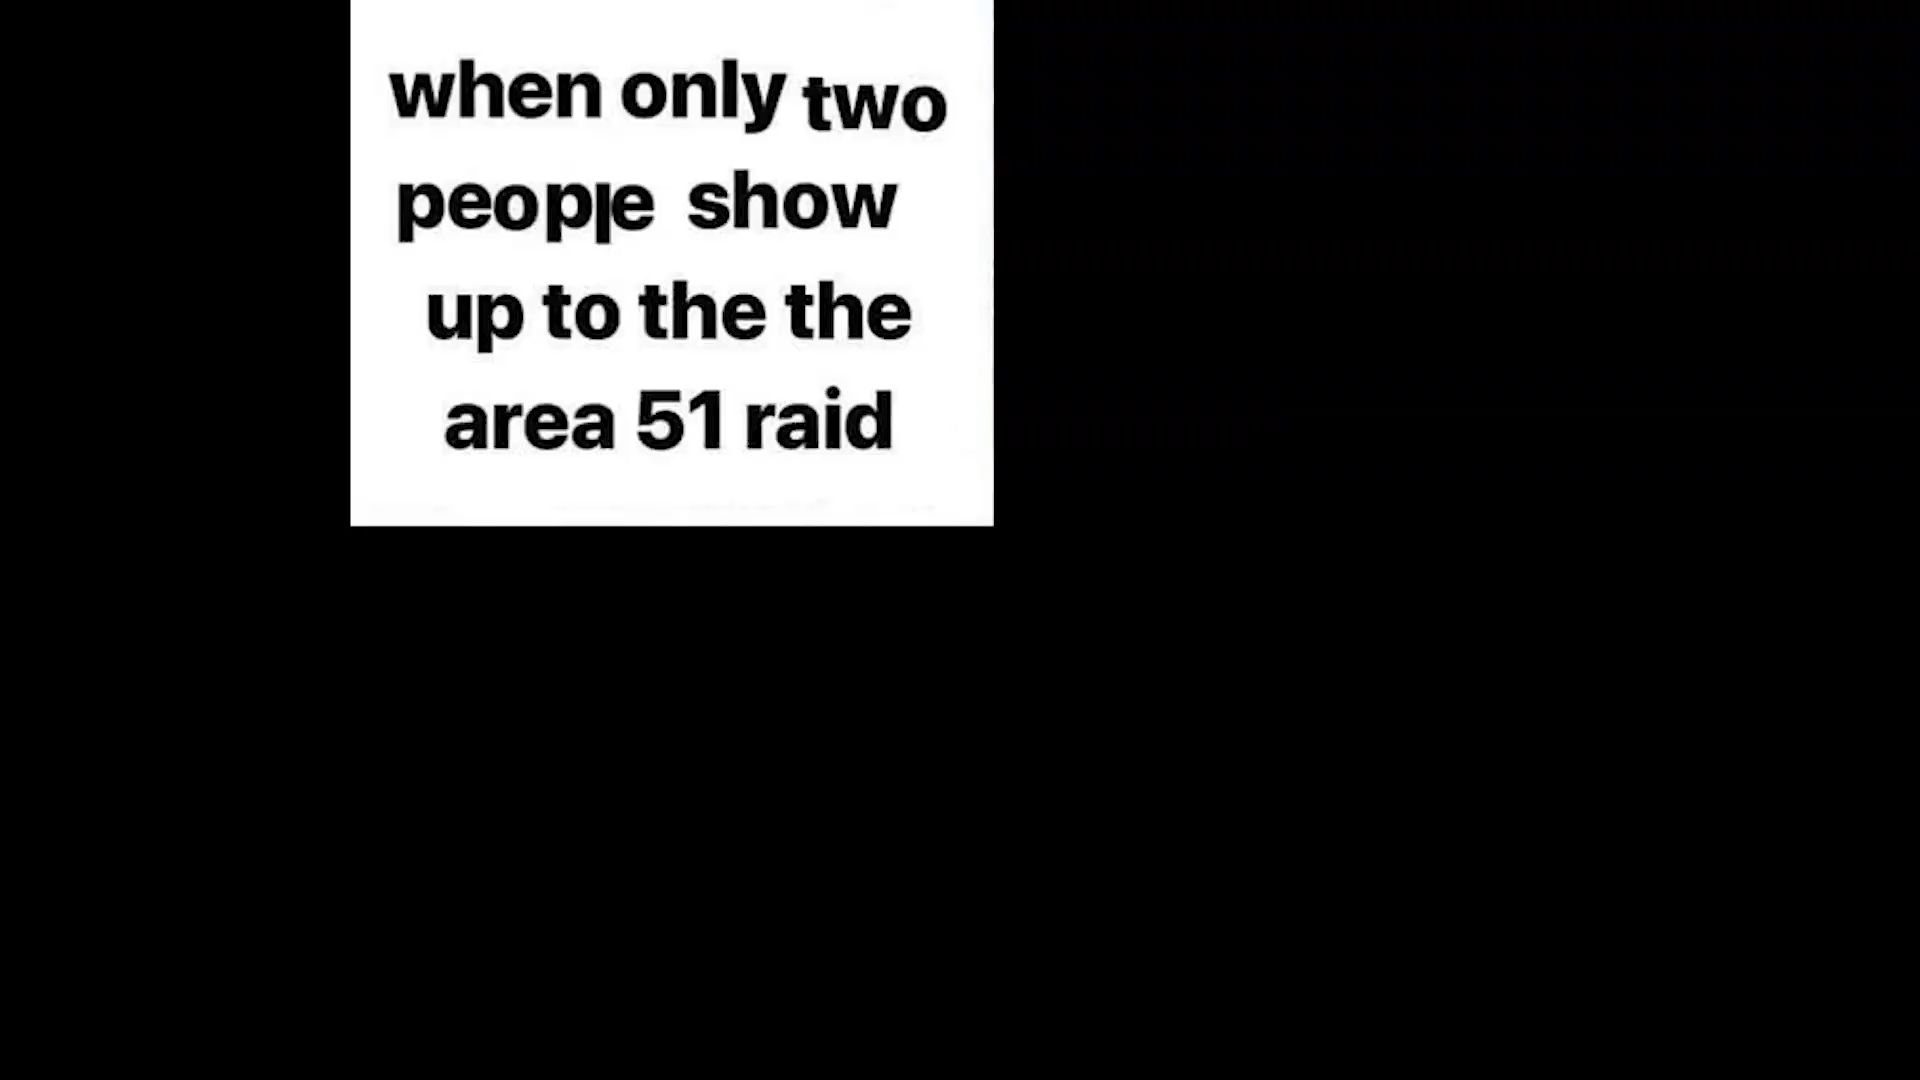 when only two
people show
up to the the
area 51 raid